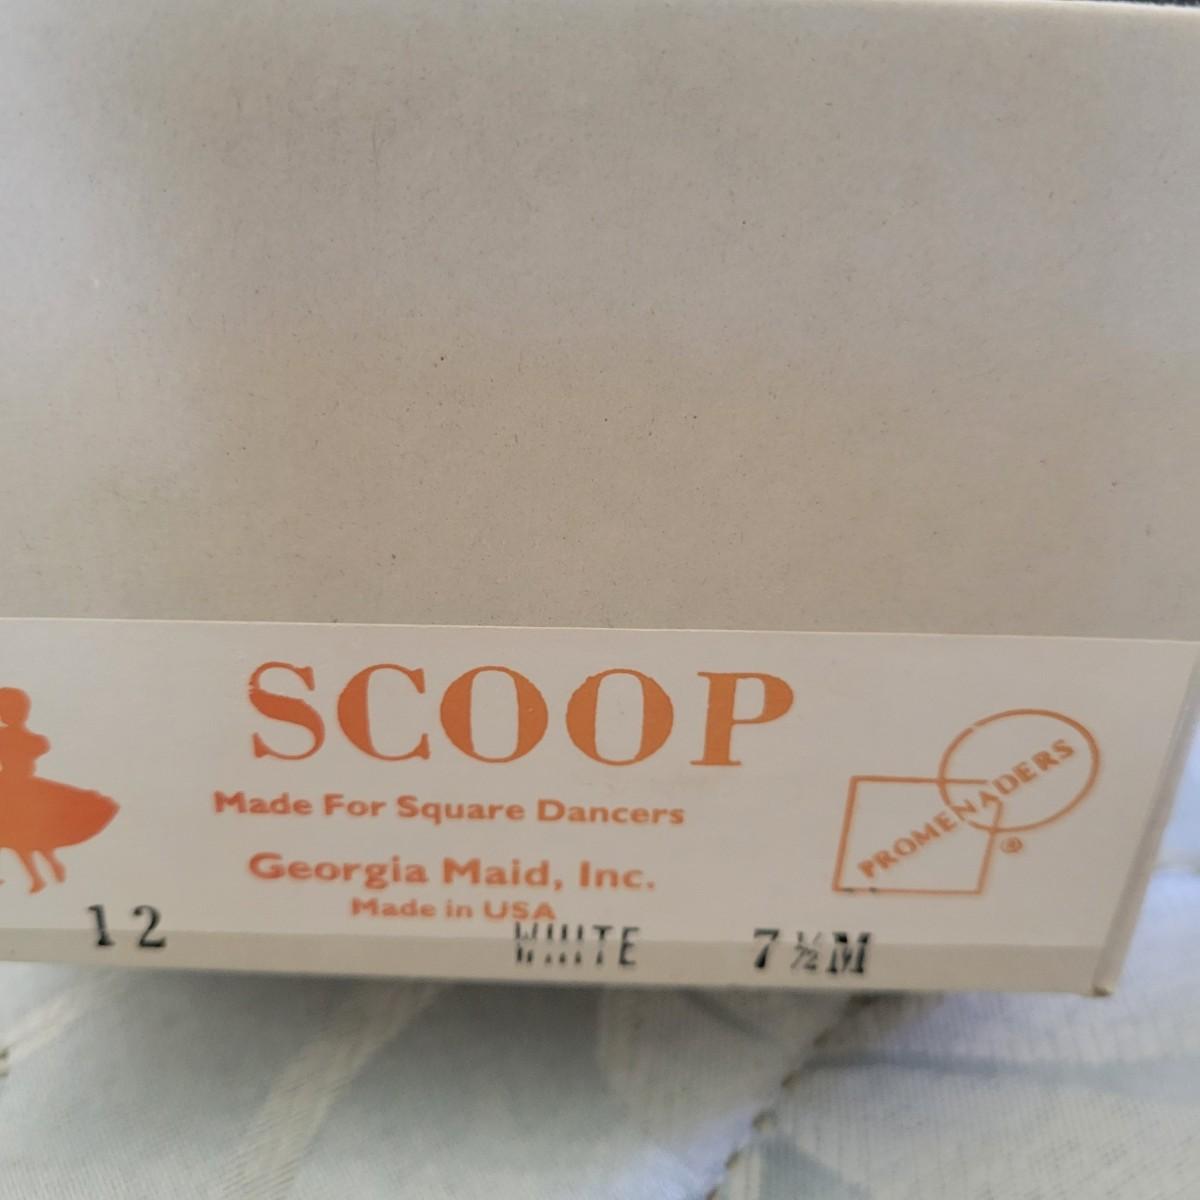 SCOOP
Made For Square Dancers
Georgia Maid, Inc.
Made in USA
PROMENADERS ®
12 WHITE 7½M